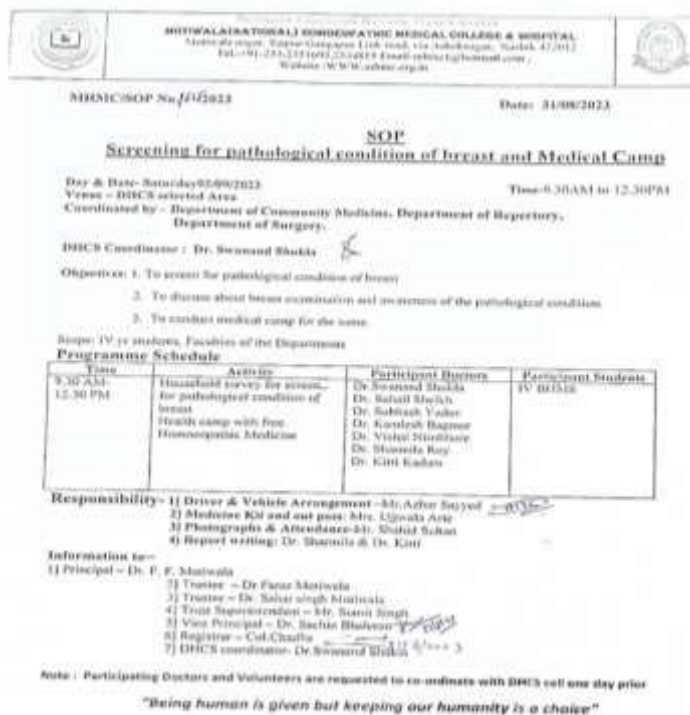 MOTIWALA(NATIONAL) HOMOEOPATHIC MEDICAL COLLEGE & HOSPITAL
MHMC/SOP No. /2023
Date: 31/08/2023
SOP
Screening for pathological condition of breast and Medical Camp
Day & Date- Saturday02/09/2023
Time-9.30AM to 12.30PM
Venue – DHCS selected Area
Coordinated by – Department of Community Medicine, Department of Repertory,
Department of Surgery.
DHCS Coordinator : Dr. Swanand Shukla
Objectives: 1. To screen for pathological condition of breast
2. To discuss about breast examination and awareness of the pathological condition.
3. To conduct medical camp for the same.
Scope: IV yr students, Faculties of the Departments
Programme Schedule
Time Activity Participant Doctors Participant Students
9.30 AM- Household survey for screen Dr. Swanand Shukla IV BHMS
12.30 PM for pathological condition of Dr. Suhail Sheikh
breast Dr. Subhash Yadav
Health camp with free Dr. Kamlesh
Homoeopathic Medicine Dr. Vishal
Dr. Sharmila Roy
Dr. Kirti Kadam
Responsibility- 1) Driver & Vehicle Arrangement –Mr.Azhar Sayyed
2) Medicine Kit and out pass: Mrs. Ujwala
3) Photographs & Attendance-Mr. Shahid
4) Report writing: Dr. Sharmila & Dr. Kirti
Information to--
1] Principal – Dr. F. F. Motiwala
2] Trustee – Dr Faraz Motiwala
3] Trustee – Dr. Sahar singh Motiwala
4] Trust Superintendent – Mr. Singh
5] Vice Principal – Dr. Sachin
6] Registrar – Col.Chadha
7] DHCS coordinator- Dr.Swanand Shukla
Note : Participating Doctors and Volunteers are requested to co-ordinate with DHCS cell one day prior
"Being human is given but keeping our humanity is a choice"